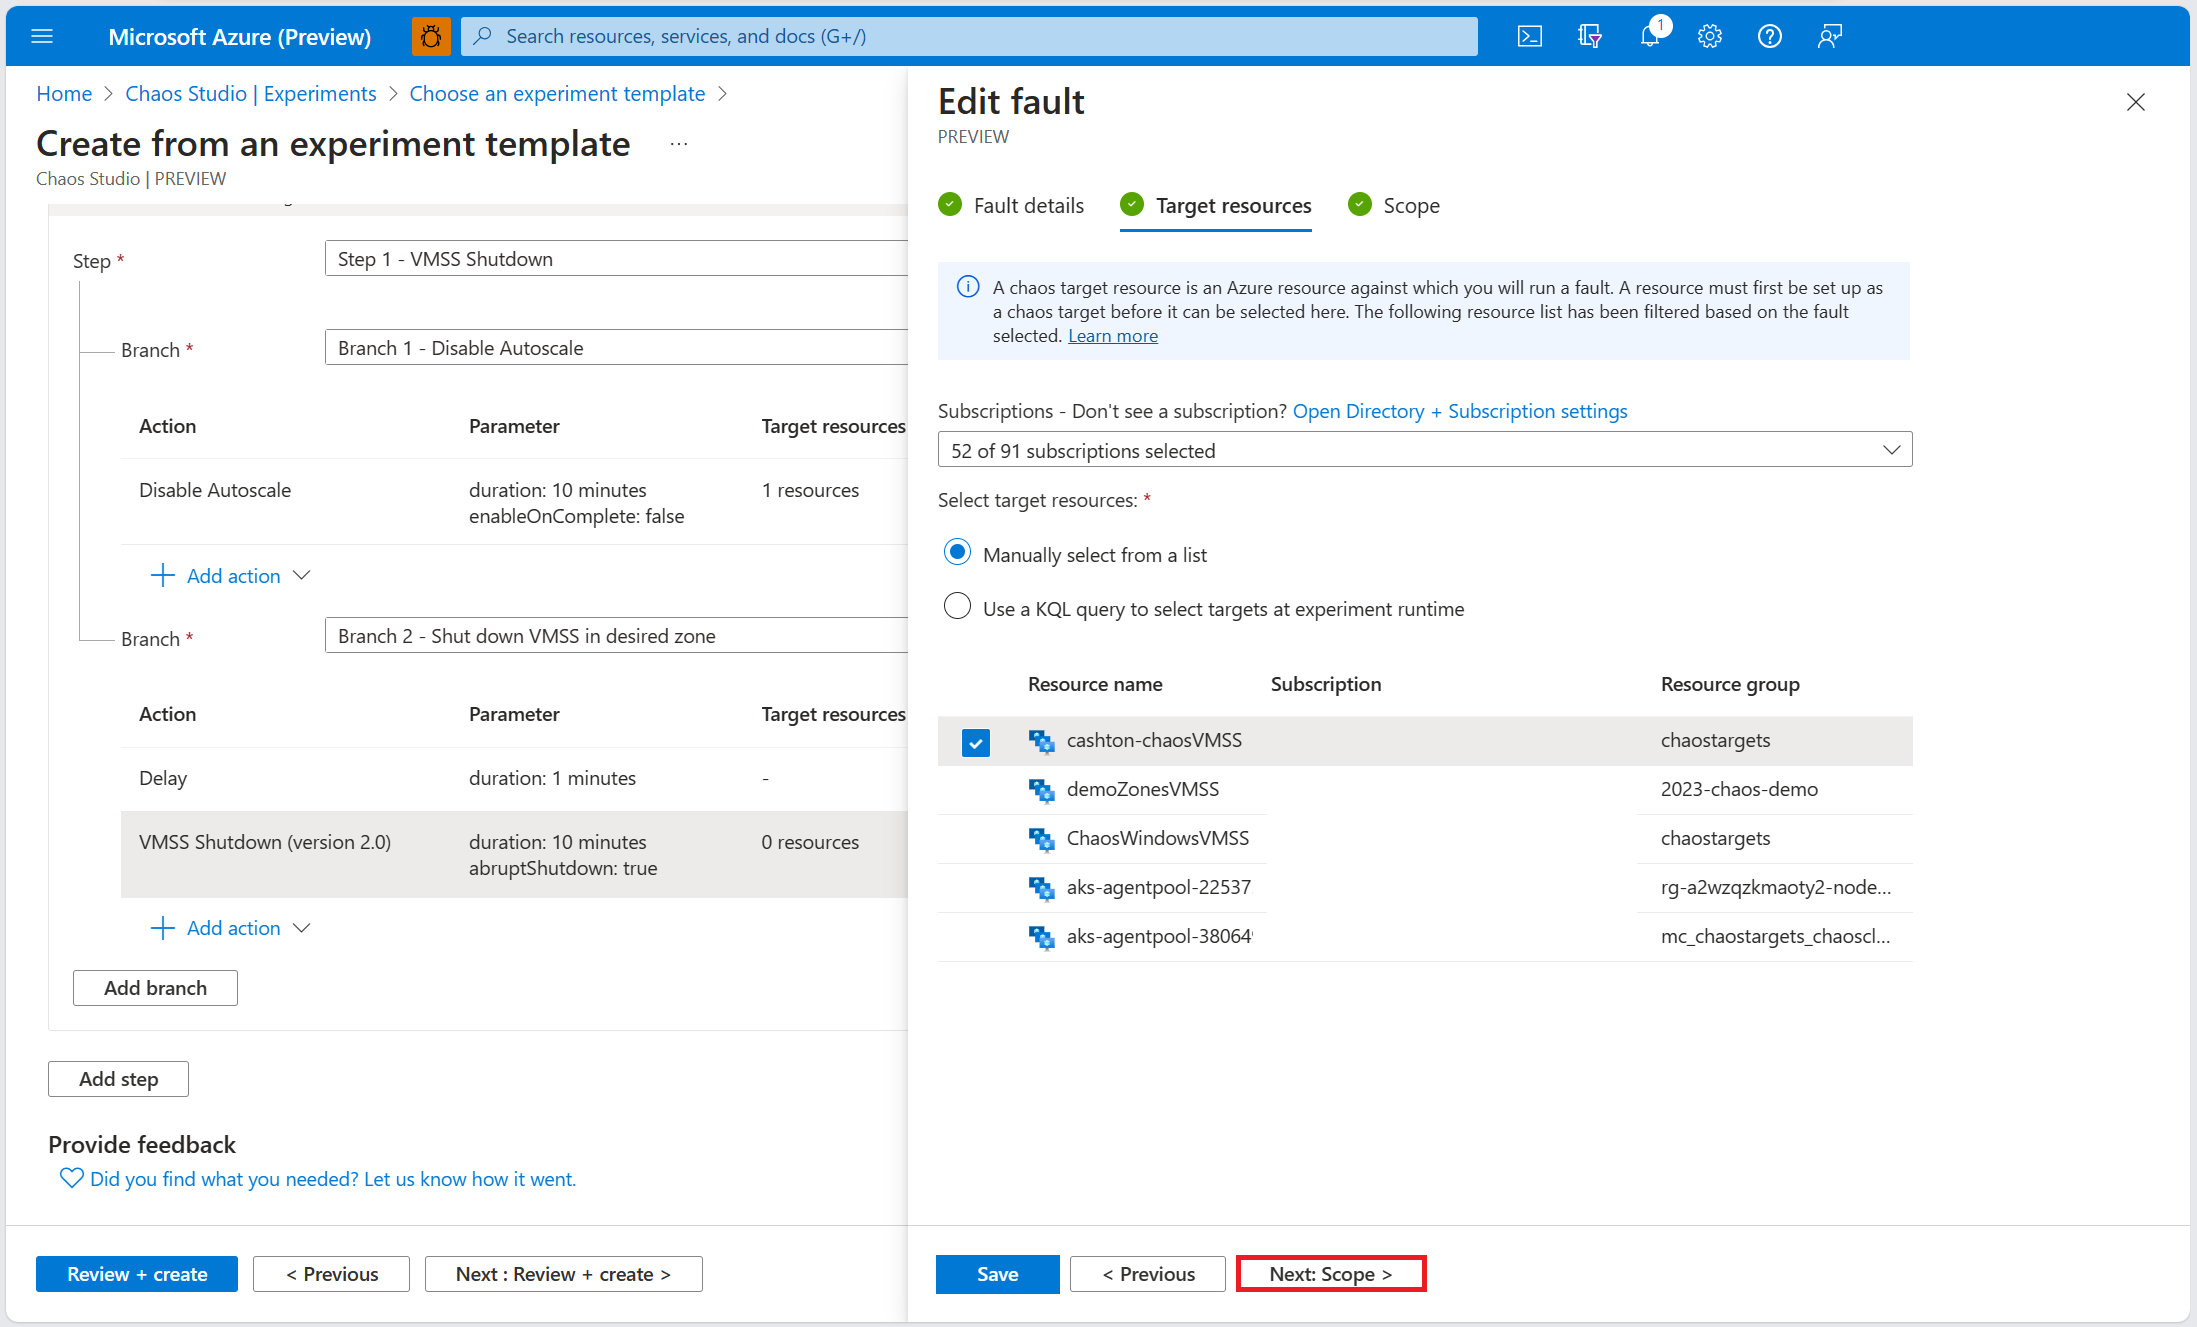 Microsoft Azure (Preview)
Search resources, services, and docs (G+/)
1
Home > Chaos Studio | Experiments > Choose an experiment template >
Create from an experiment template ...
Chaos Studio | PREVIEW
Step *
Step 1 - VMSS Shutdown
Branch *
Branch 1 - Disable Autoscale
Action Parameter Target resources
Disable Autoscale duration: 10 minutes 1 resources
enableOnComplete: false
Add action
Branch *
Branch 2 - Shut down VMSS in desired zone
Action Parameter Target resources
Delay duration: 1 minutes -
VMSS Shutdown (version 2.0) duration: 10 minutes 0 resources
abruptShutdown: true
Add action
Add branch
Add step
Provide feedback
Did you find what you needed? Let us know how it went.
Review + create
< Previous
Next : Review + create >
Edit fault
PREVIEW
Fault details
Target resources
Scope
A chaos target resource is an Azure resource against which you will run a fault. A resource must first be set up as
a chaos target before it can be selected here. The following resource list has been filtered based on the fault
selected. Learn more
Subscriptions - Don't see a subscription? Open Directory + Subscription settings
52 of 91 subscriptions selected
Select target resources: *
Manually select from a list
Use a KQL query to select targets at experiment runtime
Resource name Subscription Resource group
cashton-chaosVMSS chaostargets
demoZonesVMSS 2023-chaos-demo
ChaosWindowsVMSS chaostargets
aks-agentpool-22537 rg-a2wzqzkmaoty2-node...
aks-agentpool-38064 mc_chaostargets_chaoscl...
Save
< Previous
Next: Scope >